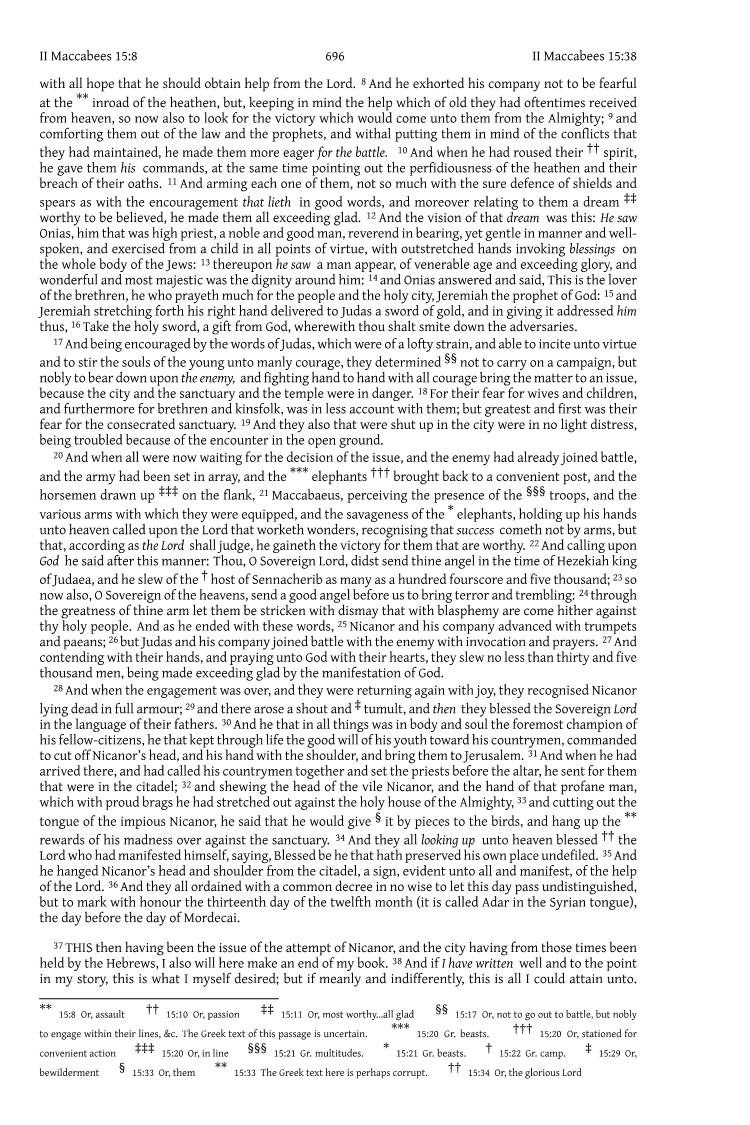 II Maccabees 15:8 696 II Maccabees 15:38
with all hope that he should obtain help from the Lord. 8 And he exhorted his company not to be fearful
at the ** inroad of the heathen, but, keeping in mind the help which of old they had oftentimes received
from heaven, so now also to look for the victory which would come unto them from the Almighty; 9 and
comforting them out of the law and the prophets, and withal putting them in mind of the conflicts that
they had maintained, he made them more eager for the battle. 10 And when he had roused their †† spirit,
he gave them his commands, at the same time pointing out the perfidiousness of the heathen and their
breach of their oaths. 11 And arming each one of them, not so much with the sure defence of shields and
spears as with the encouragement that lieth in good words, and moreover relating to them a dream ‡‡
worthy to be believed, he made them all exceeding glad. 12 And the vision of that dream was this: He saw
Onias, him that was high priest, a noble and good man, reverend in bearing, yet gentle in manner and well-
spoken, and exercised from a child in all points of virtue, with outstretched hands invoking blessings on
the whole body of the Jews: 13 thereupon he saw a man appear, of venerable age and exceeding glory, and
wonderful and most majestic was the dignity around him: 14 and Onias answered and said, This is the lover
of the brethren, he who prayeth much for the people and the holy city, Jeremiah the prophet of God: 15 and
Jeremiah stretching forth his right hand delivered to Judas a sword of gold, and in giving it addressed him
thus, 16 Take the holy sword, a gift from God, wherewith thou shalt smite down the adversaries.
17 And being encouraged by the words of Judas, which were of a lofty strain, and able to incite unto virtue
and to stir the souls of the young unto manly courage, they determined §§ not to carry on a campaign, but
nobly to bear down upon the enemy, and fighting hand to hand with all courage bring the matter to an issue,
because the city and the sanctuary and the temple were in danger. 18 For their fear for wives and children,
and furthermore for brethren and kinsfolk, was in less account with them; but greatest and first was their
fear for the consecrated sanctuary. 19 And they also that were shut up in the city were in no light distress,
being troubled because of the encounter in the open ground.
20 And when all were now waiting for the decision of the issue, and the enemy had already joined battle,
and the army had been set in array, and the *** elephants ††† brought back to a convenient post, and the
horsemen drawn up ‡‡‡ on the flank, 21 Maccabaeus, perceiving the presence of the §§§ troops, and the
various arms with which they were equipped, and the savageness of the * elephants, holding up his hands
unto heaven called upon the Lord that worketh wonders, recognising that success cometh not by arms, but
that, according as the Lord shall judge, he gaineth the victory for them that are worthy. 22 And calling upon
God he said after this manner: Thou, O Sovereign Lord, didst send thine angel in the time of Hezekiah king
of Judaea, and he slew of the † host of Sennacherib as many as a hundred fourscore and five thousand; 23 so
now also, O Sovereign of the heavens, send a good angel before us to bring terror and trembling: 24 through
the greatness of thine arm let them be stricken with dismay that with blasphemy are come hither against
thy holy people. And as he ended with these words, 25 Nicanor and his company advanced with trumpets
and paeans; 26 but Judas and his company joined battle with the enemy with invocation and prayers. 27 And
contending with their hands, and praying unto God with their hearts, they slew no less than thirty and five
thousand men, being made exceeding glad by the manifestation of God.
28 And when the engagement was over, and they were returning again with joy, they recognised Nicanor
lying dead in full armour; 29 and there arose a shout and ‡ tumult, and then they blessed the Sovereign Lord
in the language of their fathers. 30 And he that in all things was in body and soul the foremost champion of
his fellow-citizens, he that kept through life the good will of his youth toward his countrymen, commanded
to cut off Nicanor's head, and his hand with the shoulder, and bring them to Jerusalem. 31 And when he had
arrived there, and had called his countrymen together and set the priests before the altar, he sent for them
that were in the citadel; 32 and shewing the head of the vile Nicanor, and the hand of that profane man,
which with proud brags he had stretched out against the holy house of the Almighty, 33 and cutting out the
tongue of the impious Nicanor, he said that he would give § it by pieces to the birds, and hang up the **
rewards of his madness over against the sanctuary. 34 And they all looking up unto heaven blessed †† the
Lord who had manifested himself, saying, Blessed be he that hath preserved his own place undefiled. 35 And
he hanged Nicanor's head and shoulder from the citadel, a sign, evident unto all and manifest, of the help
of the Lord. 36 And they all ordained with a common decree in no wise to let this day pass undistinguished,
but to mark with honour the thirteenth day of the twelfth month (it is called Adar in the Syrian tongue),
the day before the day of Mordecai.
37 THIS then having been the issue of the attempt of Nicanor, and the city having from those times been
held by the Hebrews, I also will here make an end of my book. 38 And if I have written well and to the point
in my story, this is what I myself desired; but if meanly and indifferently, this is all I could attain unto.
** 15:8 Or, assault †† 15:10 Or, passion ‡‡ 15:11 Or, most worthy...all glad §§ 15:17 Or, not to go out to battle, but nobly
to engage within their lines, &c. The Greek text of this passage is uncertain. *** 15:20 Gr. beasts. ††† 15:20 Or, stationed for
convenient action ‡‡‡ 15:20 Or, in line §§§ 15:21 Gr. multitudes. * 15:21 Gr. beasts. † 15:22 Gr. camp. ‡ 15:29 Or,
bewilderment § 15:33 Or, them ** 15:33 The Greek text here is perhaps corrupt. †† 15:34 Or, the glorious Lord